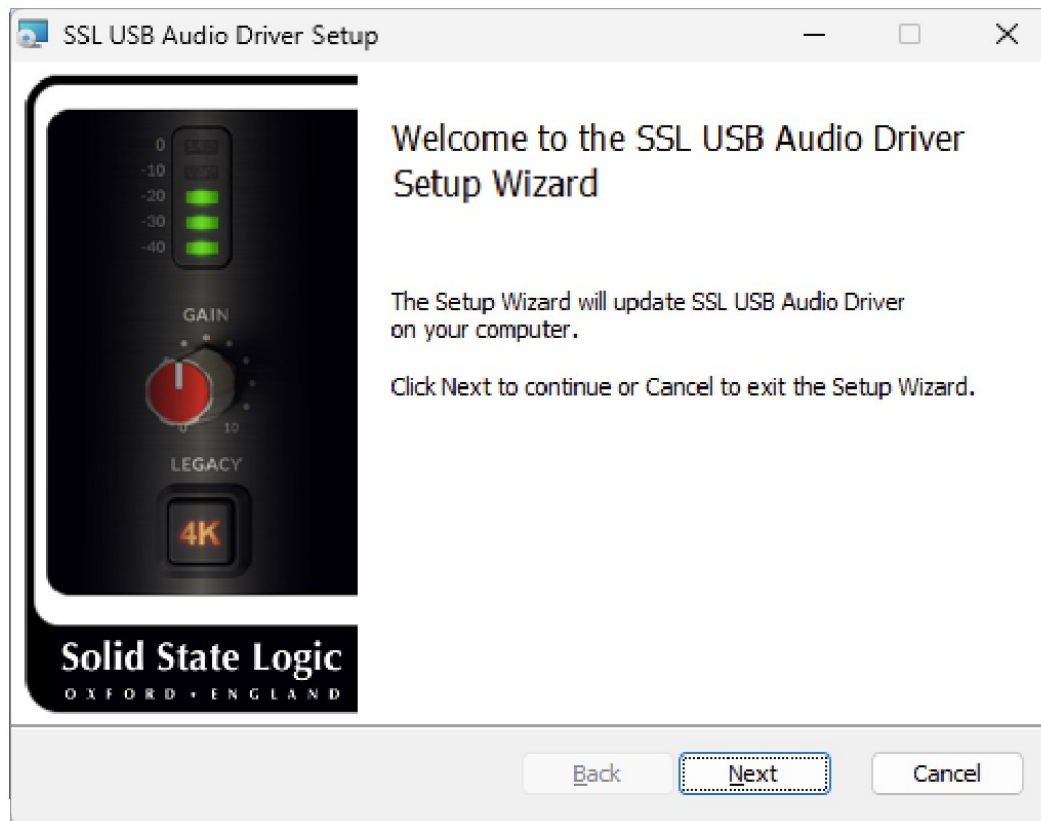 SSL USB Audio Driver Setup
0
-10
-20
-30
-40
GAIN
0
10
LEGACY
4K
Solid State Logic
OXFORD • ENGLAND
Welcome to the SSL USB Audio Driver
Setup Wizard
The Setup Wizard will update SSL USB Audio Driver
on your computer.
Click Next to continue or Cancel to exit the Setup Wizard.
Back
Next
Cancel